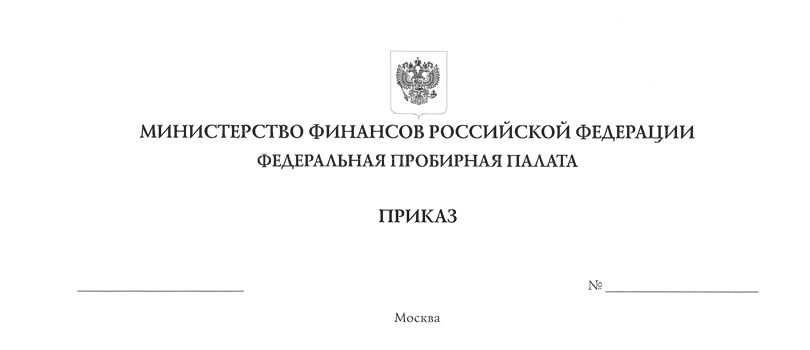 МИНИСТЕРСТВО ФИНАНСОВ РОССИЙСКОЙ ФЕДЕРАЦИИ
ФЕДЕРАЛЬНАЯ ПРОБИРНАЯ ПАЛАТА
ПРИКАЗ
№
Москва